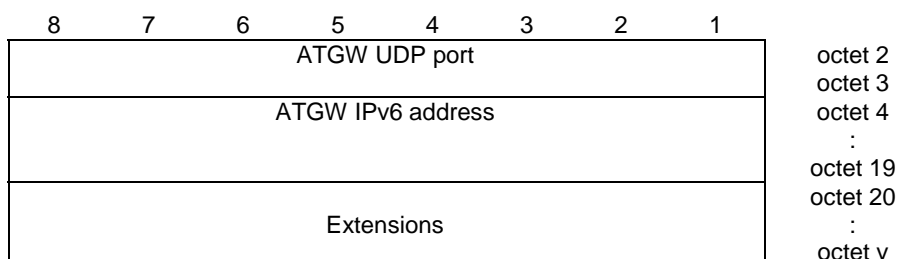 8 7 6 5 4 3 2 1
ATGW UDP port octet 2
octet 3
ATGW IPv6 address octet 4
:
octet 19
octet 20
Extensions :
octet v